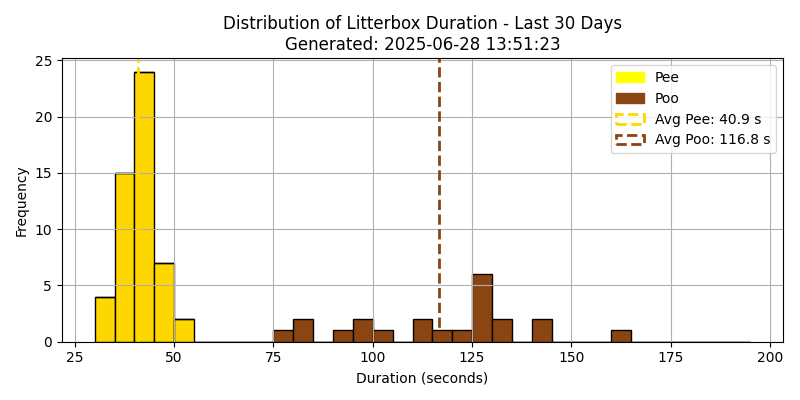 Distribution of Litterbox Duration - Last 30 Days
Generated: 2025-06-28 13:51:23
25
20
15
10
5
0
Frequency
Pee
Poo
Avg Pee: 40.9 s
Avg Poo: 116.8 s
25 50 75 100 125 150 175 200
Duration (seconds)